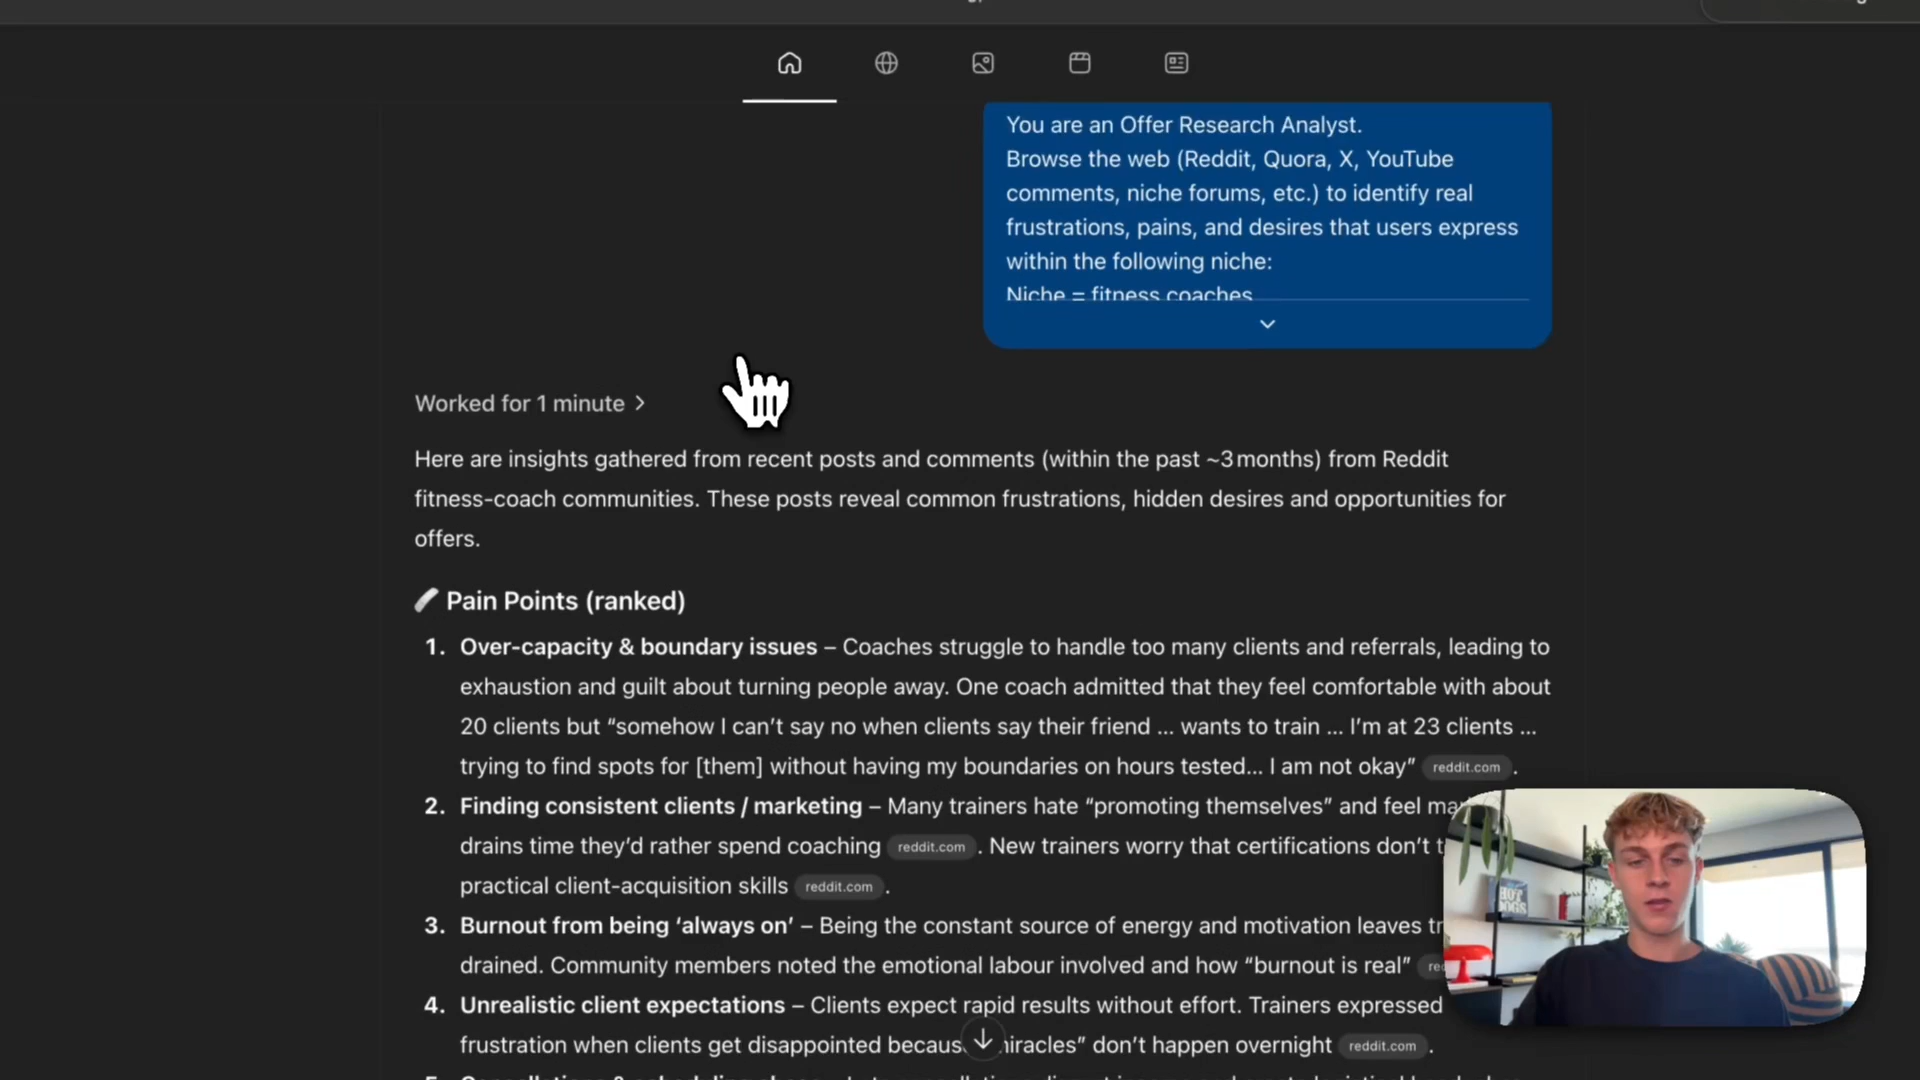 You are an Offer Research Analyst.
Browse the web (Reddit, Quora, X, YouTube
comments, niche forums, etc.) to identify real
frustrations, pains, and desires that users express
within the following niche:
Niche = fitness coaches
Worked for 1 minute
Here are insights gathered from recent posts and comments (within the past ~3 months) from Reddit
fitness-coach communities. These posts reveal common frustrations, hidden desires and opportunities for
offers.
Pain Points (ranked)
1. Over-capacity & boundary issues – Coaches struggle to handle too many clients and referrals, leading to
exhaustion and guilt about turning people away. One coach admitted that they feel comfortable with about
20 clients but “somehow I can’t say no when clients say their friend … wants to train … I’m at 23 clients …
trying to find spots for [them] without having my boundaries on hours tested… I am not okay” reddit.com .
2. Finding consistent clients / marketing – Many trainers hate “promoting themselves” and feel
drains time they’d rather spend coaching reddit.com . New trainers worry that certifications don’t
practical client-acquisition skills reddit.com .
3. Burnout from being ‘always on’ – Being the constant source of energy and motivation leaves
drained. Community members noted the emotional labour involved and how “burnout is real”
4. Unrealistic client expectations – Clients expect rapid results without effort. Trainers expressed
frustration when clients get disappointed don’t happen overnight reddit.com .
HOT
DOGS